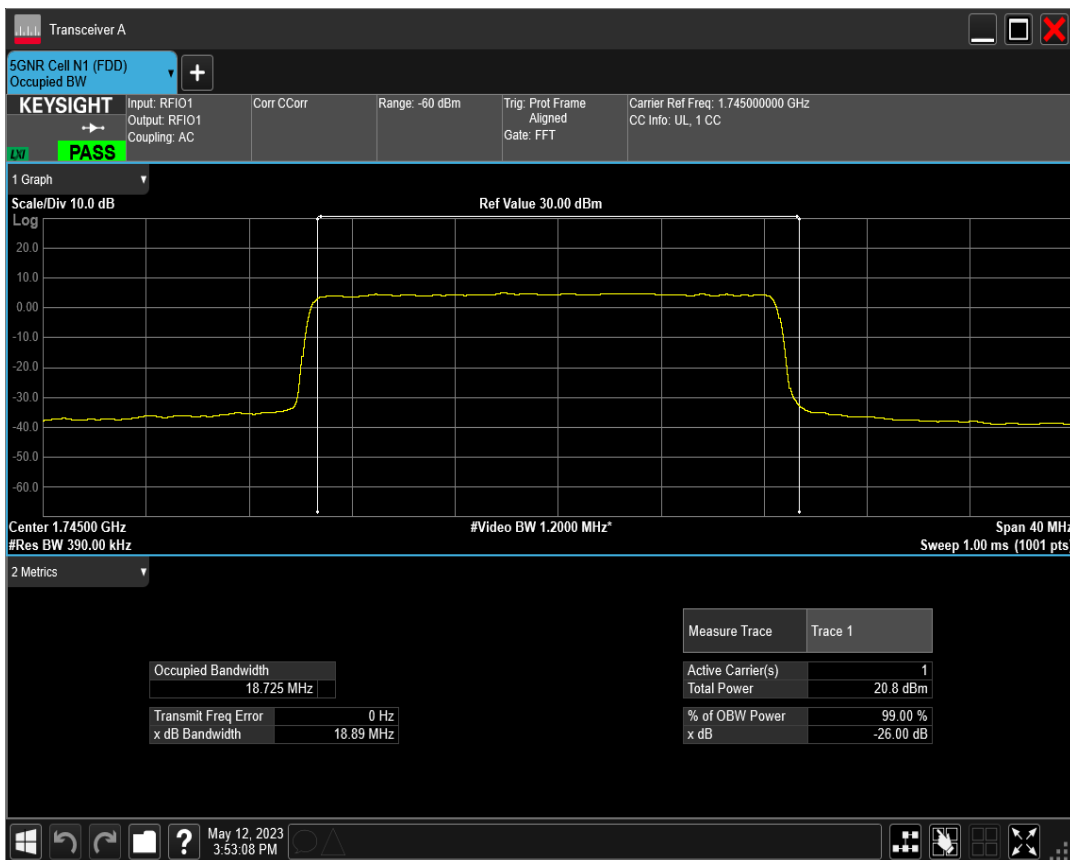 Transceiver A
5GNR Cell N1 (FDD)
Occupied BW
+
KEYSIGHT
LXI
PASS
Input: RFIO1
Output: RFIO1
Coupling: AC
Corr CCorr
Range: -60 dBm
Trig: Prot Frame
Aligned
Gate: FFT
Carrier Ref Freq: 1.745000000 GHz
CC Info: UL, 1 CC
1 Graph
Scale/Div 10.0 dB
Ref Value 30.00 dBm
Log
20.0
10.0
0.00
-10.0
-20.0
-30.0
-40.0
-50.0
-60.0
Center 1.74500 GHz
#Video BW 1.2000 MHz*
Span 40 MHz
#Res BW 390.00 kHz
Sweep 1.00 ms (1001 pts)
2 Metrics
Measure Trace Trace 1
Occupied Bandwidth
18.725 MHz
Active Carrier(s) 1
Total Power 20.8 dBm
Transmit Freq Error 0 Hz
x dB Bandwidth 18.89 MHz
% of OBW Power 99.00 %
x dB -26.00 dB
?
May 12, 2023
3:53:08 PM